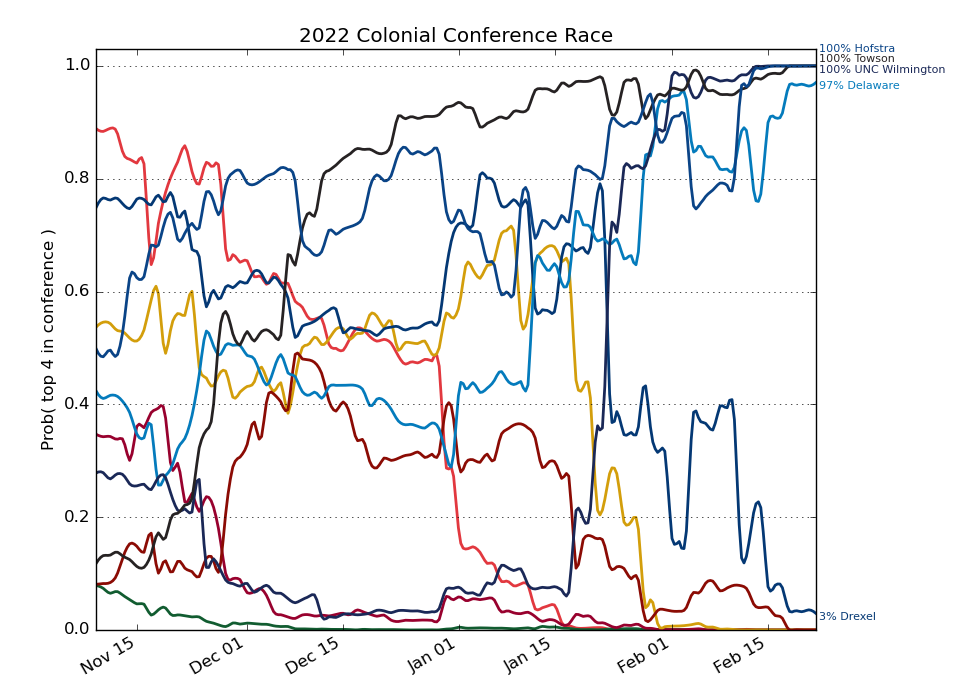 2022 Colonial Conference Race
Prob( top 4 in conference )
1.0
0.8
0.6
0.4
0.2
0.0
Nov 15
Dec 01
Dec 15
Jan 01
Jan 15
Feb 01
Feb 15
100% Hofstra
100% Towson
100% UNC Wilmington
97% Delaware
3% Drexel